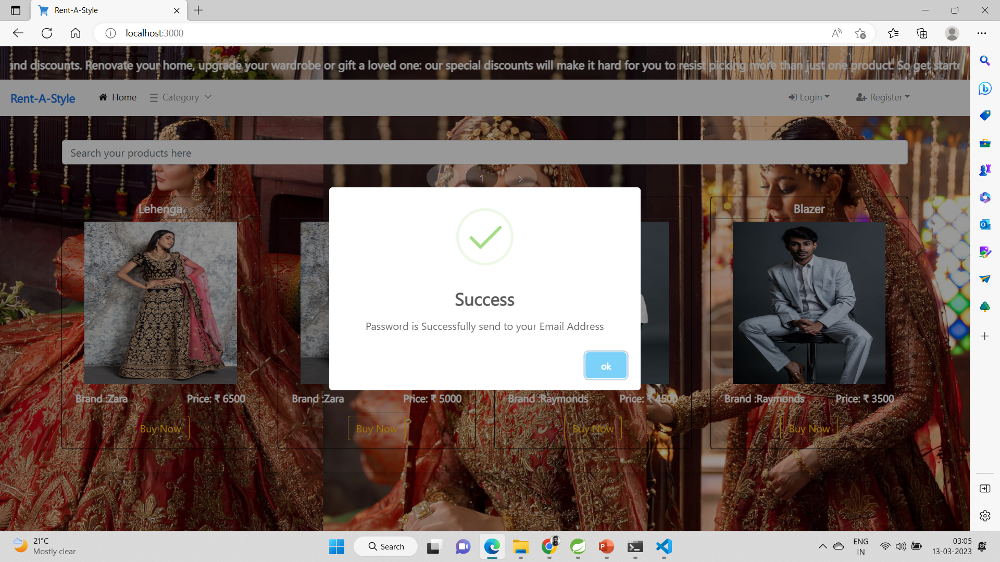 Rent-A-Style
localhost:3000
and discounts. Renovate your home, upgrade your wardrobe or gift a loved one: our special discounts will make it hard for you to resist picking more than just one product. So get starte
Rent-A-Style Home Category Login Register
Search your products here
< 1 >
Lehenga Blazer
Success
Password is Successfully send to your Email Address
ok
Brand :Zara Price: ₹ 6500 Brand :Zara Price: ₹ 5000 Brand :Raymonds Price: ₹ 4500 Brand :Raymonds Price: ₹ 3500
Buy Now Buy Now Buy Now Buy Now
21°C
Mostly clear
Search
ENG
IN
03:05
13-03-2023